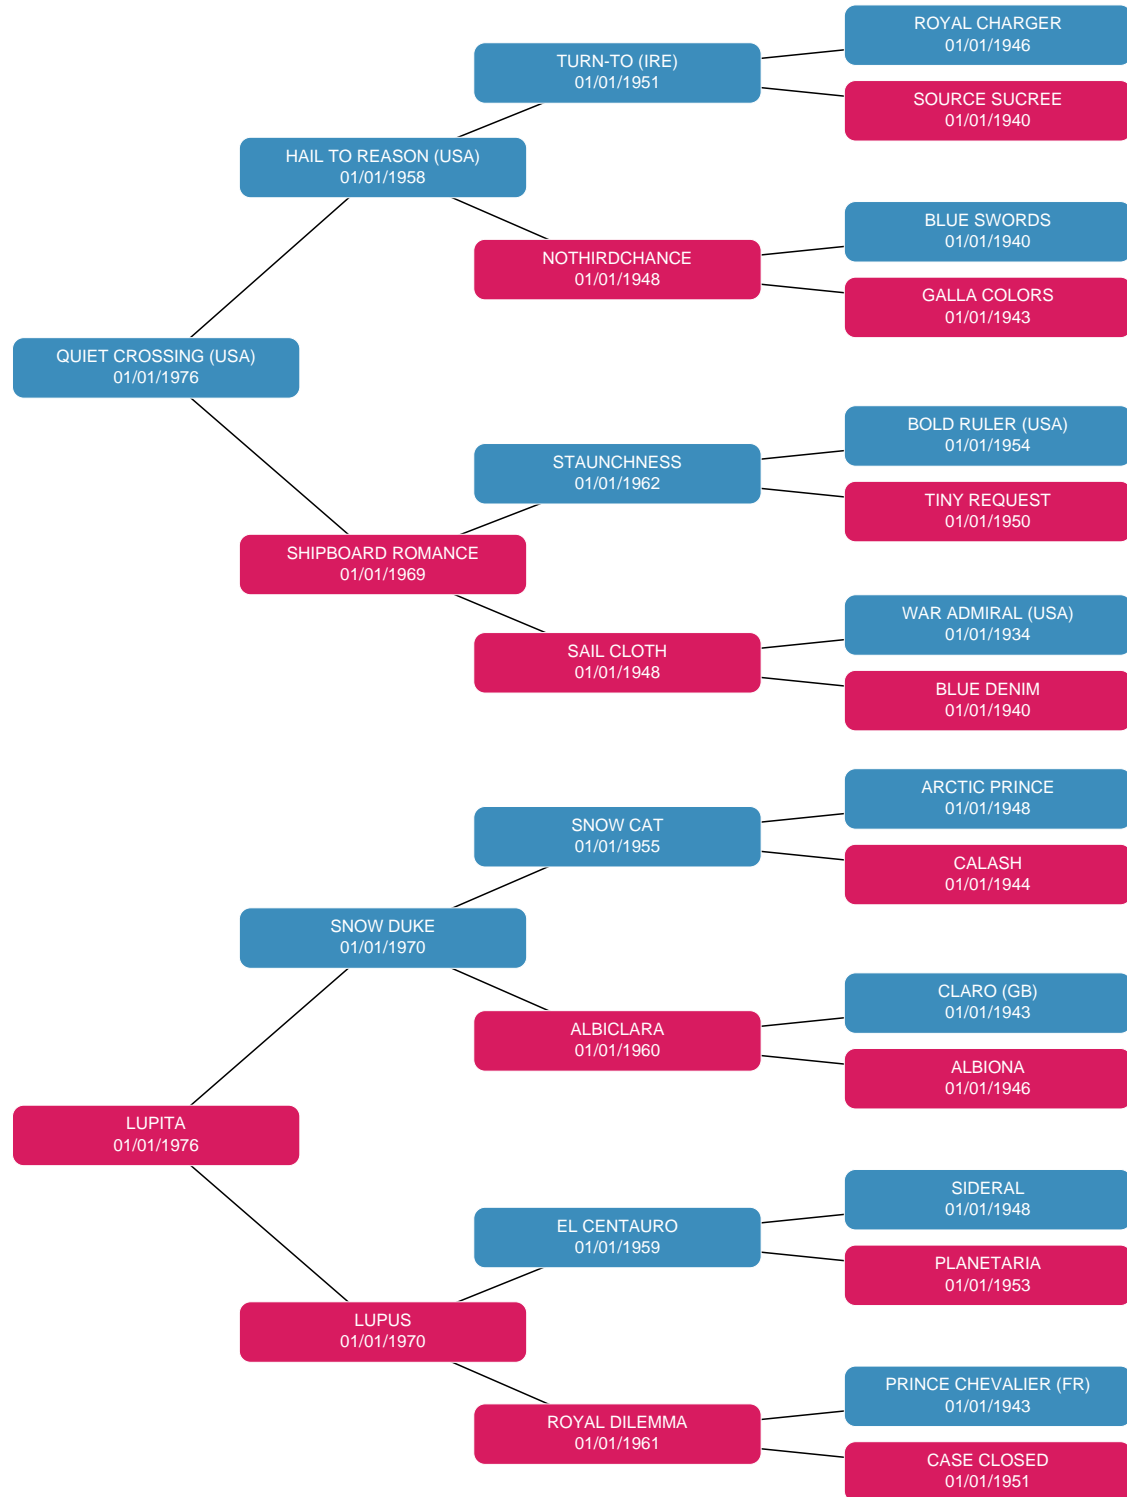 ROYAL CHARGER
01/01/1946
TURN-TO (IRE)
01/01/1951
SOURCE SUCREE
01/01/1940
HAIL TO REASON (USA)
01/01/1958
BLUE SWORDS
01/01/1940
NOTHIRDCHANCE
01/01/1948
GALLA COLORS
01/01/1943
QUIET CROSSING (USA)
01/01/1976
BOLD RULER (USA)
01/01/1954
STAUNCHNESS
01/01/1962
TINY REQUEST
01/01/1950
SHIPBOARD ROMANCE
01/01/1969
WAR ADMIRAL (USA)
01/01/1934
SAIL CLOTH
01/01/1948
BLUE DENIM
01/01/1940
ARCTIC PRINCE
01/01/1948
SNOW CAT
01/01/1955
CALASH
01/01/1944
SNOW DUKE
01/01/1970
CLARO (GB)
01/01/1943
ALBICLARA
01/01/1960
ALBIONA
01/01/1946
LUPITA
01/01/1976
SIDERAL
01/01/1948
EL CENTAURO
01/01/1959
PLANETARIA
01/01/1953
LUPUS
01/01/1970
PRINCE CHEVALIER (FR)
01/01/1943
ROYAL DILEMMA
01/01/1961
CASE CLOSED
01/01/1951